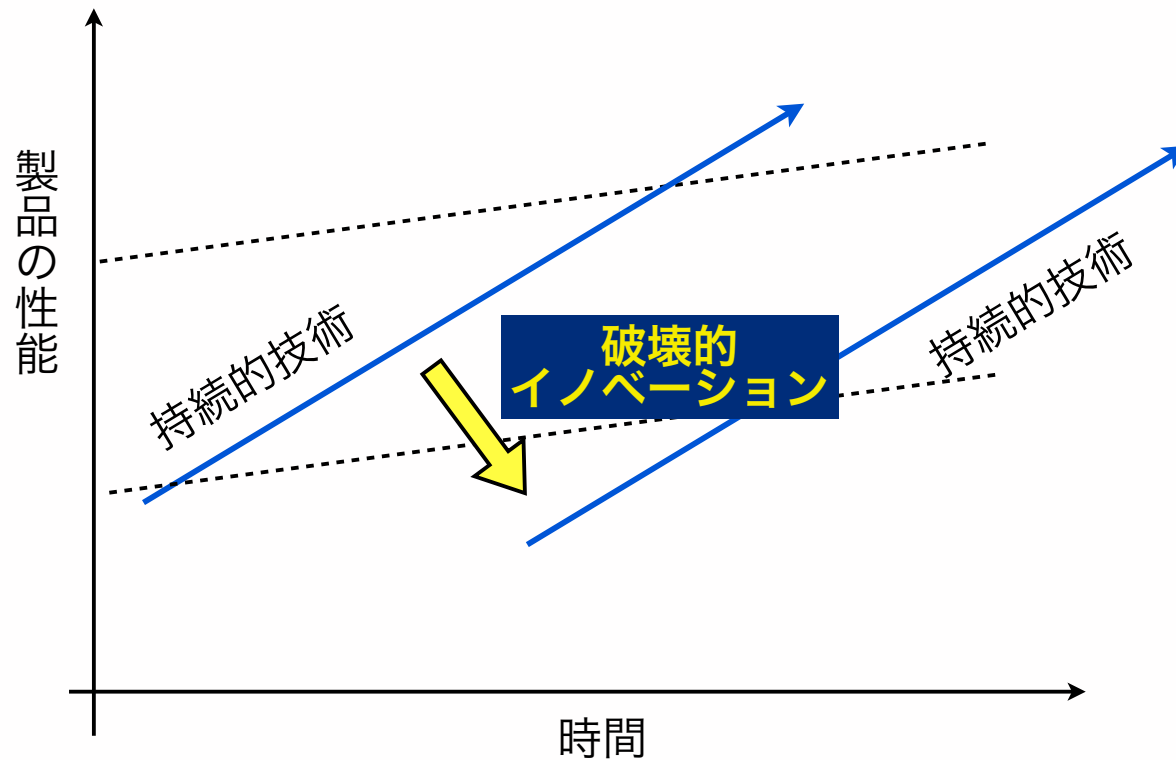 製品の性能
持続的技術
破壊的
イノベーション
持続的技術
時間